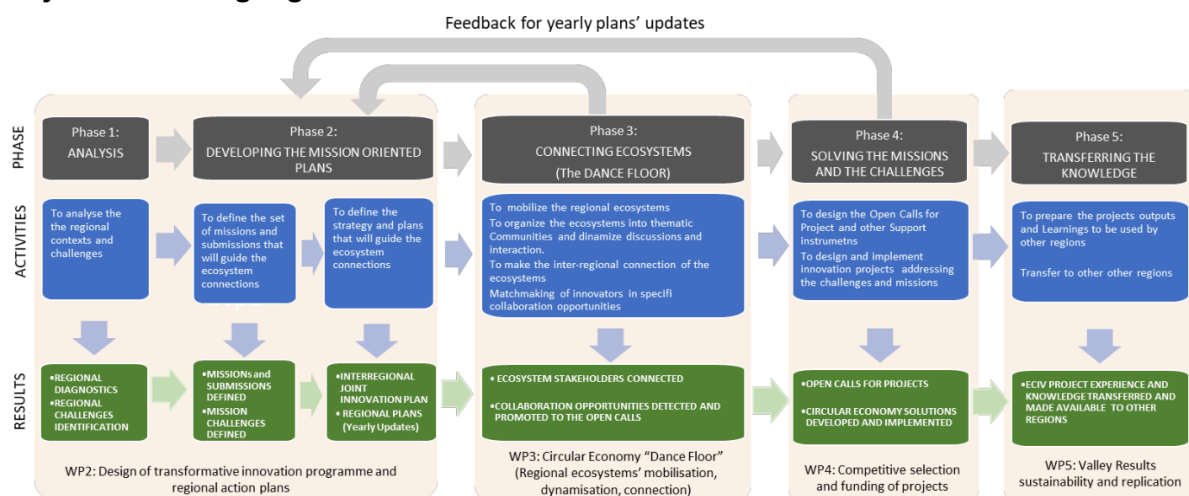 Feedback for yearly plans' updates
PHASE
Phase 1:
ANALYSIS
Phase 2:
DEVELOPING THE MISSION ORIENTED
PLANS
Phase 3:
CONNECTING ECOSYSTEMS
(The DANCE FLOOR)
Phase 4:
SOLVING THE MISSIONS
AND THE CHALLENGES
Phase 5:
TRANSFERRING THE
KNOWLEDGE
ACTIVITIES
To analyse the
the regional
contexts and
challenges
To define the set
of missions and
submissions that
will guide the
ecosystem
connections
To define the
strategy and plans
that will guide the
ecosystem
connections
To mobilize the regional ecosystems
To organize the ecosystems into thematic
Communities and dinamize discussions and
interaction.
To make the inter-regional connection of the
ecosystems
Matchmaking of innovators in specifi
collaboration opportunities
To design the Open Calls for
Project and other Support
instrumetns
To design and implement
innovation projects addressing
the challenges and missions
To prepare the projects outputs
and Learnings to be used by
other regions
Transfer to other other regions
RESULTS
•REGIONAL
DIAGNOSTICS
•REGIONAL
CHALLENGES
IDENTIFICATION
•MISSIONs and
SUBMISSIONS
DEFINED
•MISSION
CHALLENGES
DEFINED
•INTERREGIONAL
JOINT
INNOVATION PLAN
• REGIONAL PLANS
(Yearly Updates)
• ECOSYSTEM STAKEHOLDERS CONNECTED
• COLLABORATION OPPORTUNITIES DETECTED AND
PROMOTED TO THE OPEN CALLS
•OPEN CALLS FOR PROJECTS
•CIRCULAR ECONOMY SOLUTIONS
DEVELOPED AND IMPLEMENTED
•ECIV PROJECT EXPERIENCE AND
KNOWLEDGE TRANSFERRED AND
MADE AVAILABLE TO OTHER
REGIONS
WP2: Design of transformative innovation programme and
regional action plans
WP3: Circular Economy "Dance Floor"
(Regional ecosystems' mobilisation,
dynamisation, connection)
WP4: Competitive selection
and funding of projects
WP5: Valley Results
sustainability and replication